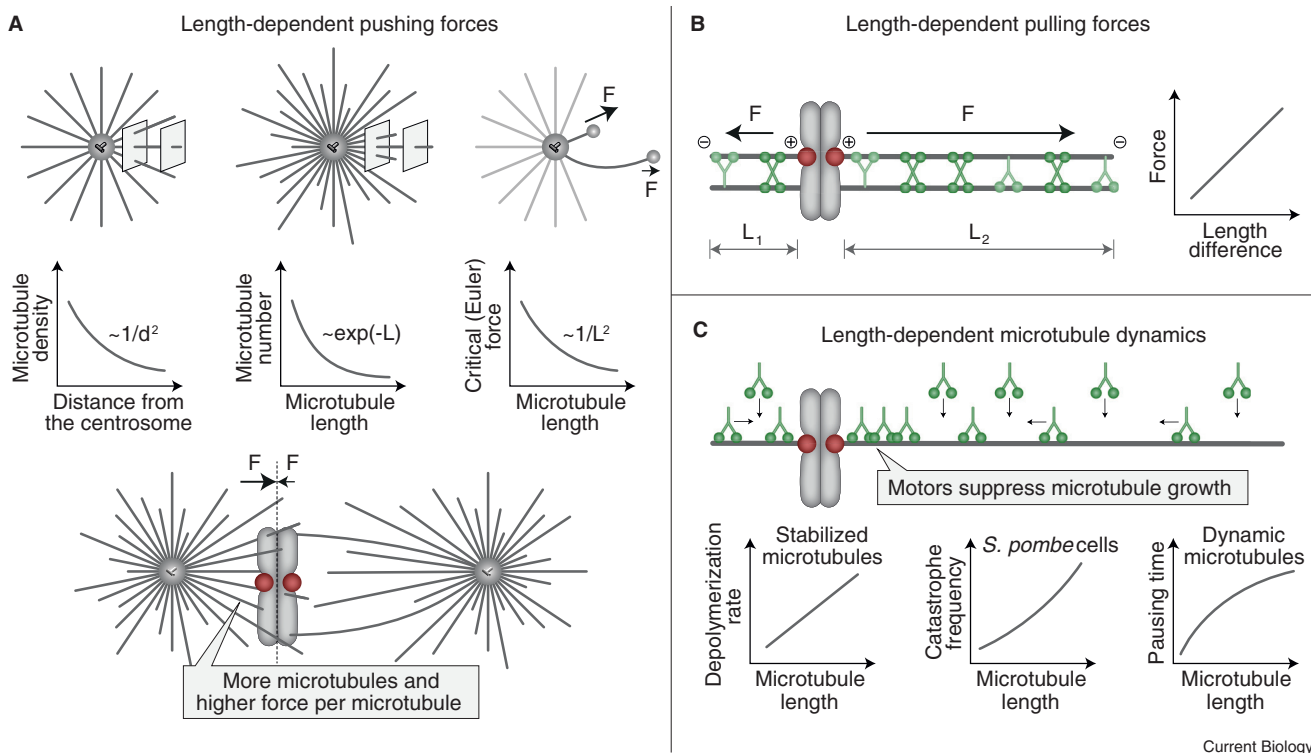 A
Length-dependent pushing forces
F
F
Microtubule
density
~1/d²
Distance from
the centrosome
Microtubule
number
~exp(-L)
Microtubule
length
Critical (Euler)
force
~1/L²
Microtubule
length
F F
More microtubules and
higher force per microtubule
B
Length-dependent pulling forces
F F
⊖ ⊕ ⊕ ⊖
L₁ L₂
Force
Length
difference
C
Length-dependent microtubule dynamics
Motors suppress microtubule growth
Depolymerization
rate
Stabilized
microtubules
Microtubule
length
Catastrophe
frequency
S. pombe cells
Microtubule
length
Pausing time
Dynamic
microtubules
Microtubule
length
Current Biology